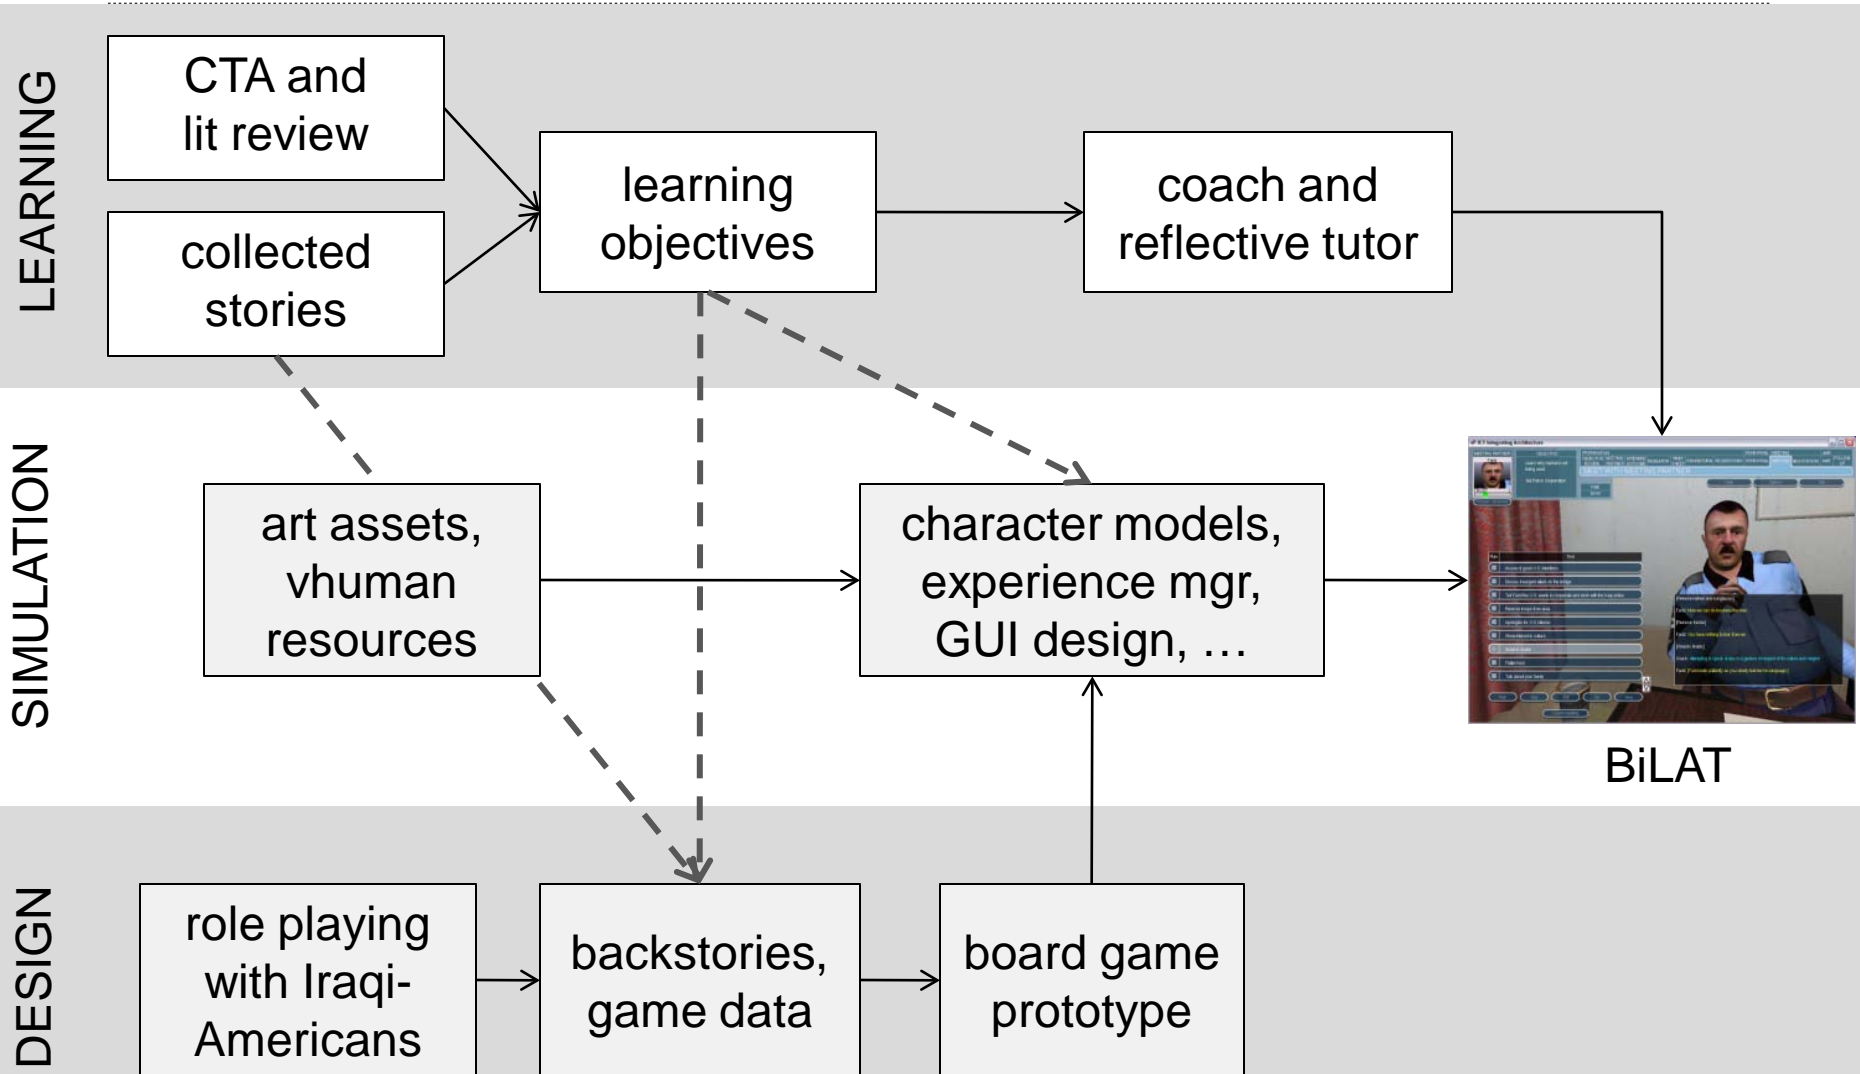 LEARNING
CTA and
lit review
collected
stories
learning
objectives
coach and
reflective tutor
SIMULATION
art assets,
vhuman
resources
character models,
experience mgr,
GUI design, …
BiLAT
DESIGN
role playing
with Iraqi-
Americans
backstories,
game data
board game
prototype